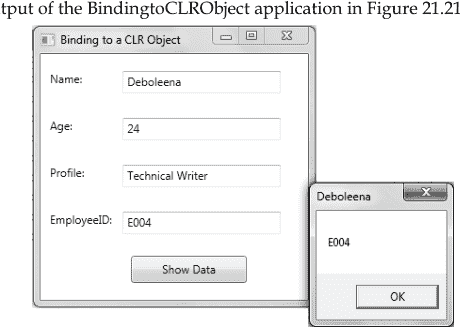 tput of the BindingtoCLRObject application in Figure 21.21
Binding to a CLR Object
Name: Deboleena
Age: 24
Profile: Technical Writer
EmployeeID: E004
Show Data
Deboleena
E004
OK